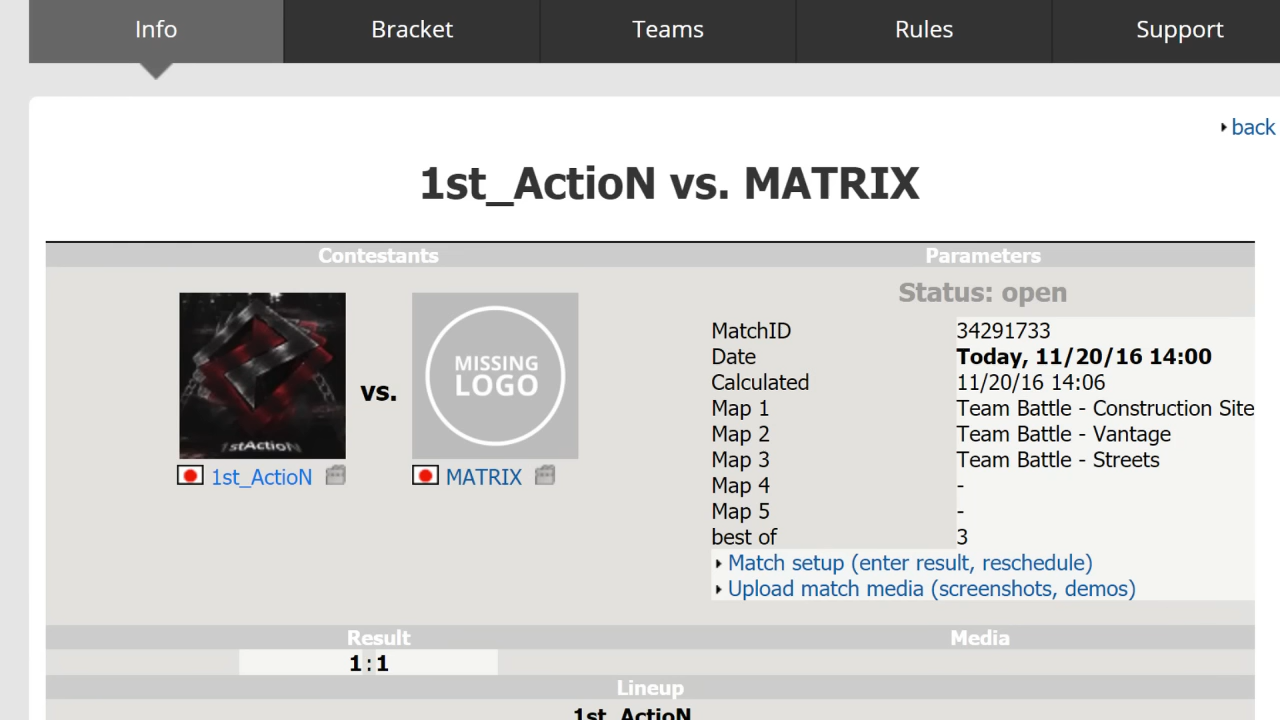 Info
Bracket
Teams
Rules
Support
back
1st_ActioN vs. MATRIX
Contestants
Parameters
1stActioN
vs.
MISSING
LOGO
1st_ActioN
MATRIX
Status: open
MatchID 34291733
Date Today, 11/20/16 14:00
Calculated 11/20/16 14:06
Map 1 Team Battle - Construction Site
Map 2 Team Battle - Vantage
Map 3 Team Battle - Streets
Map 4 -
Map 5 -
best of 3
Match setup (enter result, reschedule)
Upload match media (screenshots, demos)
Result
Media
1 : 1
Lineup
1st_ActioN